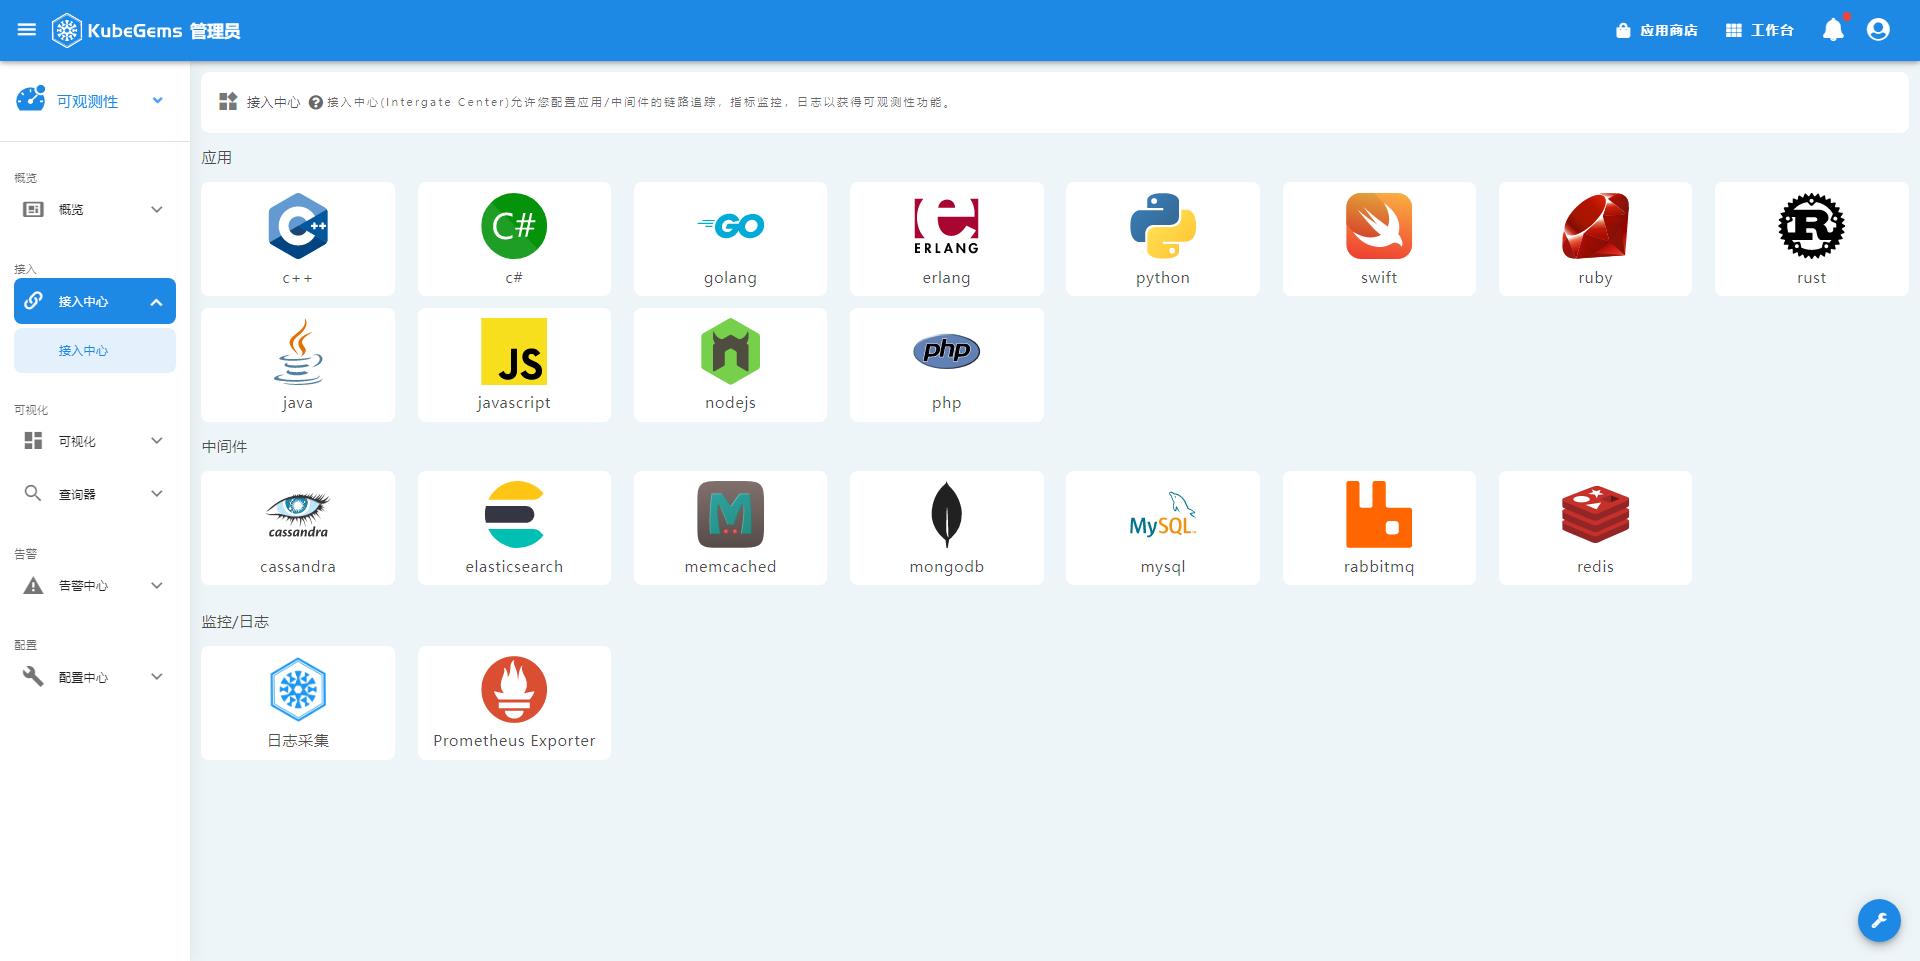 KubeGems 管理员
应用商店
工作台
可观测性
概览
概览
接入
接入中心
接入中心
可视化
可视化
查询器
告警
告警中心
配置
配置中心
接入中心 接入中心(Intergate Center)允许您配置应用/中间件的链路追踪，指标监控，日志以获得可观测性功能。
应用
c++
C#
c#
GO
golang
ERLANG
erlang
python
swift
ruby
R
rust
java
JS
javascript
nodejs
php
php
中间件
cassandra
cassandra
elasticsearch
M
memcached
mongodb
MySQL
mysql
rabbitmq
redis
监控/日志
日志采集
Prometheus Exporter